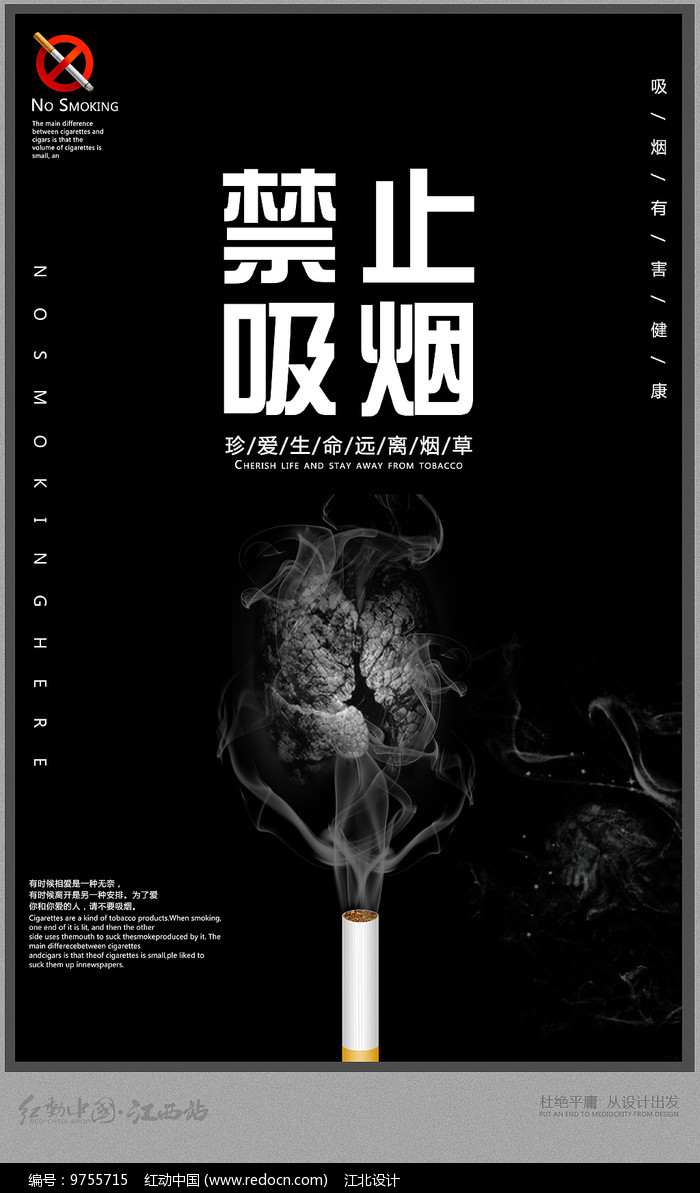 No Smoking
The main difference
between cigarettes and
cigars is that the
volume of cigarettes is
small, an
吸/烟/有/害/健/康
禁止
吸烟
珍/爱/生/命/远/离/烟/草
Cherish life and stay away from tobacco
NOSMOKINGHERE
有时候相爱是一种无奈，
有时候离开是另一种安排。为了爱
你和你爱的人，请不要吸烟。
Cigarettes are a kind of tobacco products.When smoking,
one end of it is lit, and then the other
side uses themouth to suck thesmokeproduced by it. The
main differecebetween cigarettes
andcigars is that theof cigarettes is small,ple liked to
suck them up innewspapers.
红动中国·江西站
REDCHINA SHOP
杜绝平庸 从设计出发
PUT AN END TO MEDIOCRITY FROM DESIGN
编号：9755715 红动中国 (www.redocn.com) 江北设计